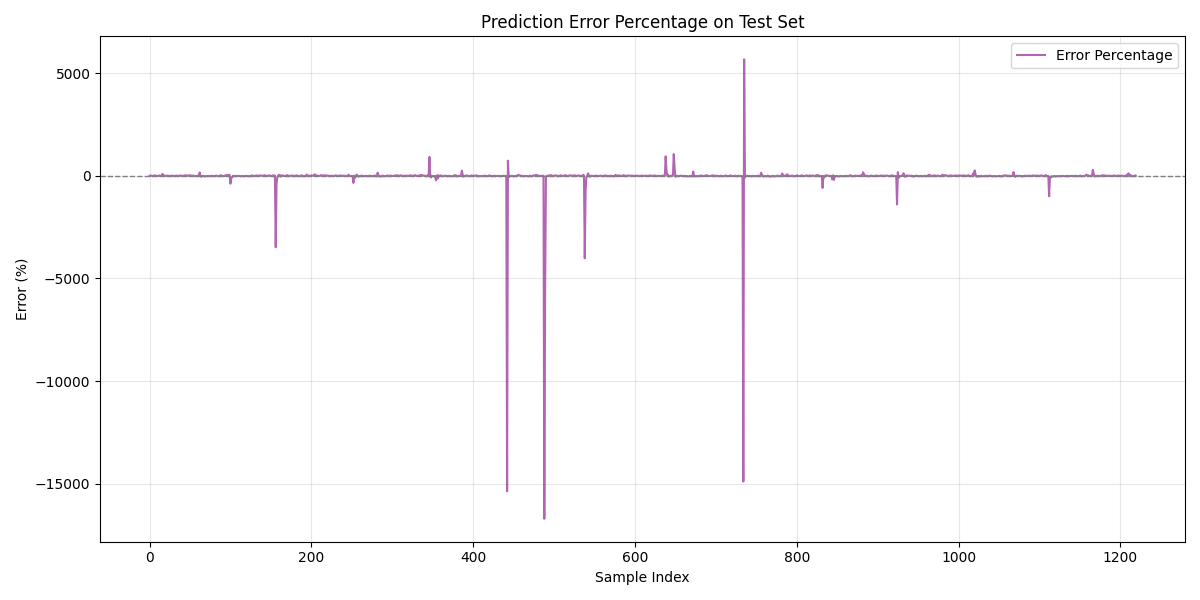 Prediction Error Percentage on Test Set
Error Percentage
5000
0
−5000
−10000
−15000
Error (%)
0 200 400 600 800 1000 1200
Sample Index